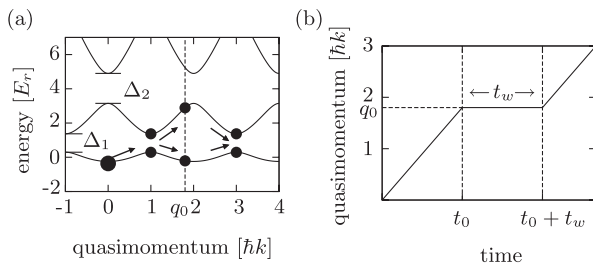 (a)
energy [E_r]
6
4
2
0
-2
Δ_2
Δ_1
-1 0 1 q_0 2 3 4
quasimomentum [ħk]
(b)
quasimomentum [ħk]
3
2
q_0
1
← t_w →
t_0 t_0 + t_w
time